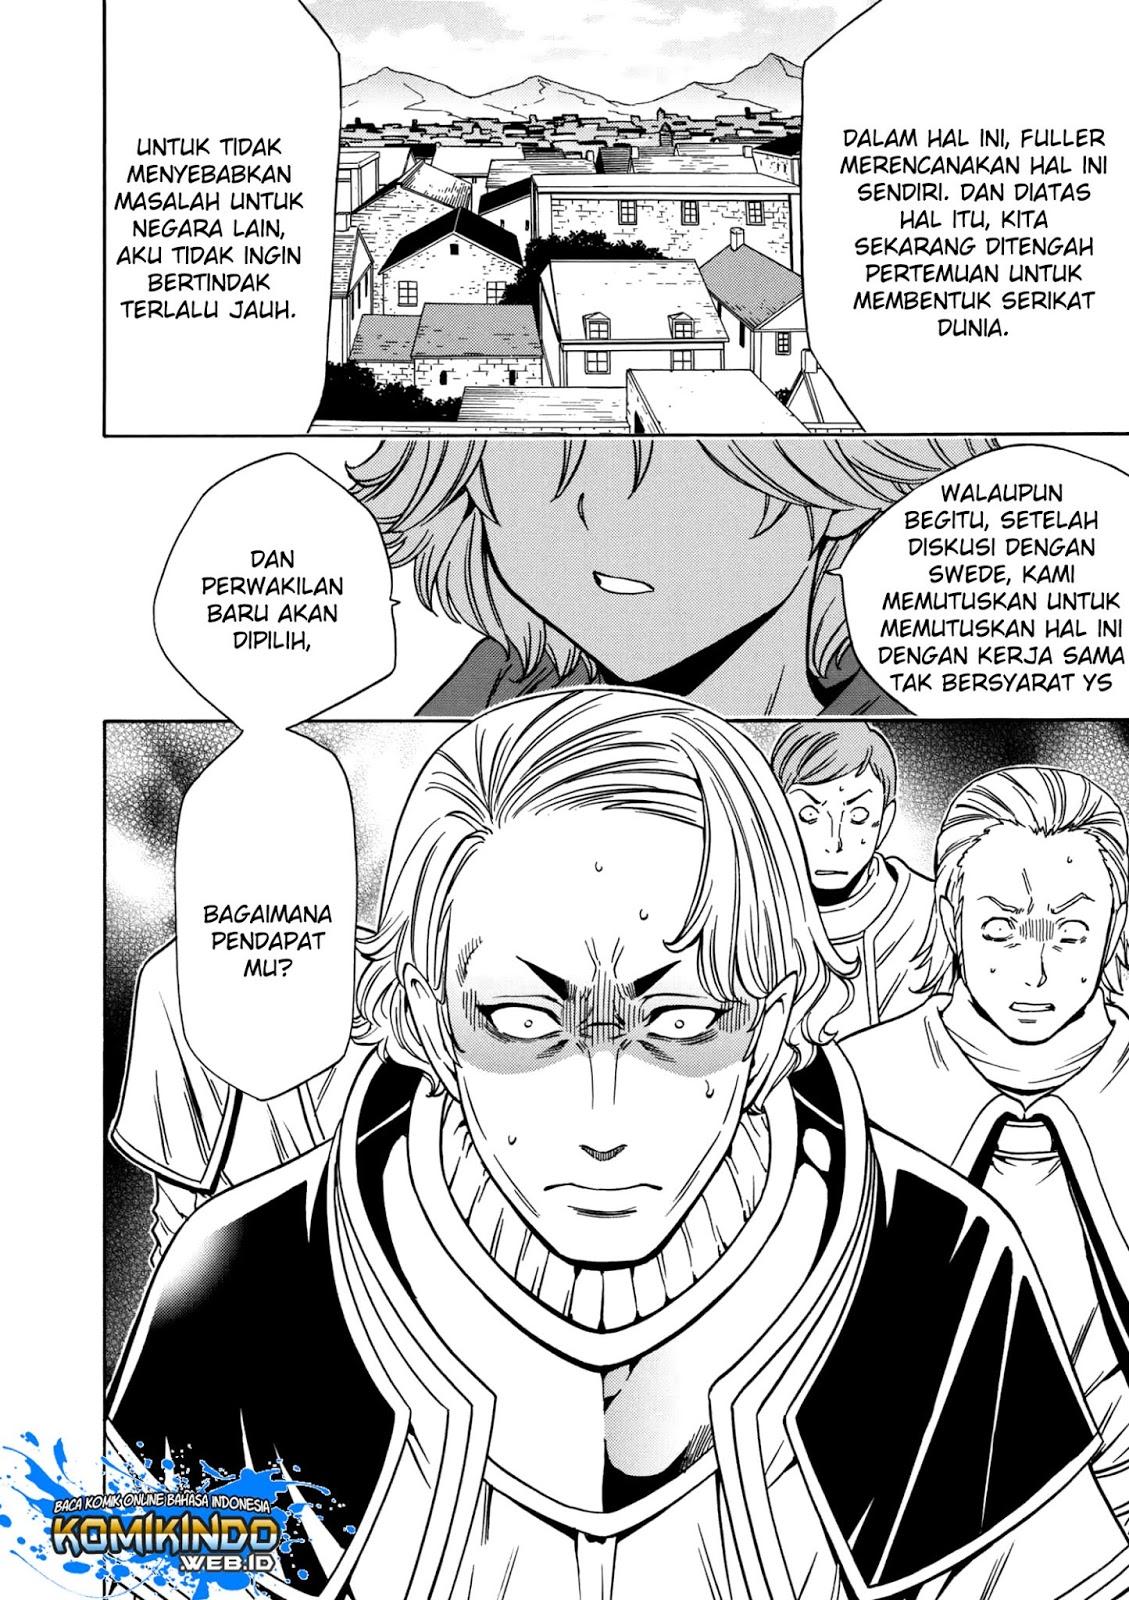 DALAM HAL INI, FULLER
MERENCANAKAN HAL INI
SENDIRI. DAN DIATAS
HAL ITU, KITA
SEKARANG DITENGAH
PERTEMUAN UNTUK
MEMBENTUK SERIKAT
DUNIA.
UNTUK TIDAK
MENYEBABKAN
MASALAH UNTUK
NEGARA LAIN,
AKU TIDAK INGIN
BERTINDAK
TERLALU JAUH.
WALAUPUN
BEGITU, SETELAH
DISKUSI DENGAN
SWEDE, KAMI
MEMUTUSKAN UNTUK
MEMUTUSKAN HAL INI
DENGAN KERJA SAMA
TAK BERSYARAT YS
DAN
PERWAKILAN
BARU AKAN
DIPILIH,
BAGAIMANA
PENDAPAT
MU?
BACA KOMIK ONLINE BAHASA INDONESIA
KOMIKINDO
WEB.ID